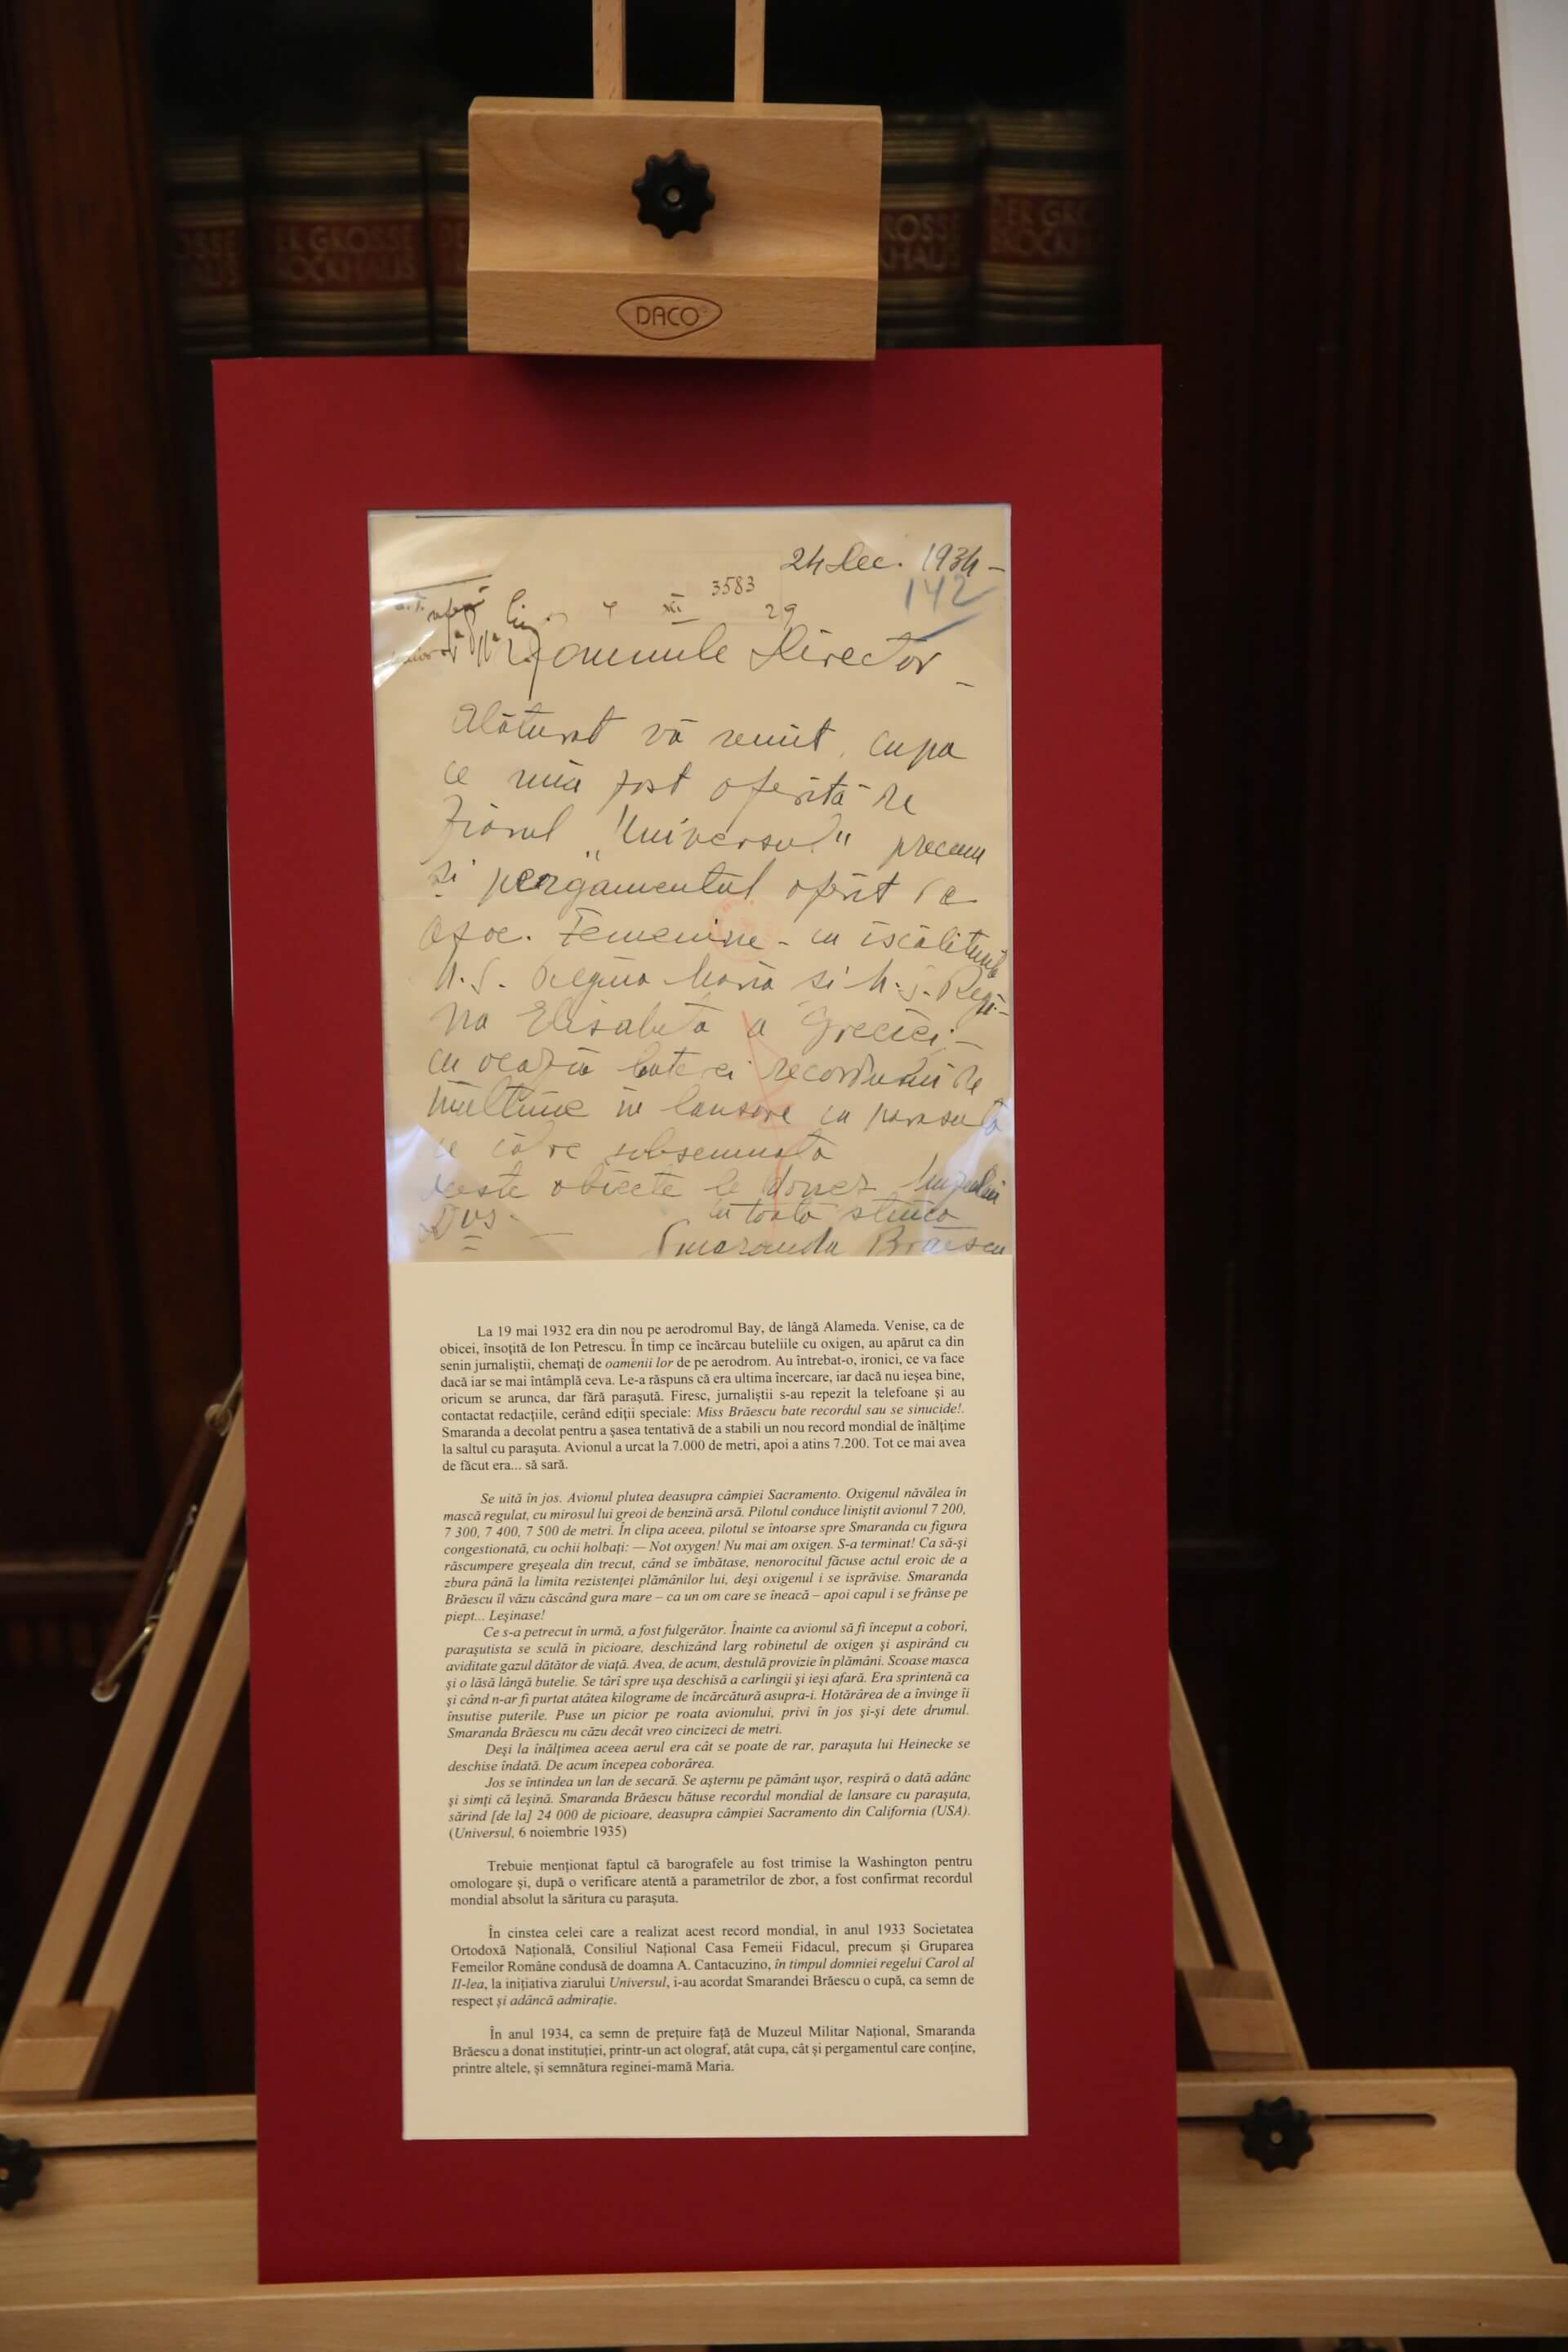 DER GROSSE
BROCKHAUS
DER GRO
BROCKHA
DACO
24 Dec. 1934 –
142
3583
XII
29
Domnule Director –
Alăturat vă remit, cupa
ce mia fost oferită de
Ziarul „Universul" precum
și pergamentul oferit de
Asoc. Femenine – cu iscălitura
M. S. Regina Maria si M. S. Regi-
na Elisabeta a Greciei –
cu ocazia baterei recordului de
înălțime în lansare cu parasuta
de către subsemnata
Aceste obiecte le donez Muzeului
Dvs. –
cu toată stima
Smaranda Brăescu
La 19 mai 1932 era din nou pe aerodromul Bay, de lângă Alameda. Venise, ca de
obicei, însoțită de Ion Petrescu. În timp ce încărcau buteliile cu oxigen, au apărut ca din
senin jurnaliștii, chemați de oamenii lor de pe aerodrom. Au întrebat-o, ironici, ce va face
dacă iar se mai întâmplă ceva. Le-a răspuns că era ultima încercare, iar dacă nu ieșea bine,
oricum se arunca, dar fără parașută. Firesc, jurnaliștii s-au repezit la telefoane și au
contactat redacțiile, cerând ediții speciale: Miss Brăescu bate recordul sau se sinucide!.
Smaranda a decolat pentru a șasea tentativă de a stabili un nou record mondial de înălțime
la saltul cu parașuta. Avionul a urcat la 7.000 de metri, apoi a atins 7.200. Tot ce mai avea
de făcut era... să sară.
Se uită în jos. Avionul plutea deasupra câmpiei Sacramento. Oxigenul năvălea în
mască regulat, cu mirosul lui greoi de benzină arsă. Pilotul conduce liniștit avionul 7 200,
7 300, 7 400, 7 500 de metri. În clipa aceea, pilotul se întoarse spre Smaranda cu figura
congestionată, cu ochii holbați: — Not oxygen! Nu mai am oxigen. S-a terminat! Ca să-și
răscumpere greșeala din trecut, când se îmbătase, nenorocitul făcuse actul eroic de a
zbura până la limita rezistenței plămânilor lui, deși oxigenul i se isprăvise. Smaranda
Brăescu îl văzu căscând gura mare – ca un om care se îneacă – apoi capul i se frânse pe
piept... Leșinase!
Ce s-a petrecut în urmă, a fost fulgerător. Înainte ca avionul să fi început a coborî,
parașutista se sculă în picioare, deschizând larg robinetul de oxigen și aspirând cu
aviditate gazul dătător de viață. Avea, de acum, destulă provizie în plămâni. Scoase masca
și o lăsă lângă butelie. Se târî spre ușa deschisă a carlingii și ieși afară. Era sprintenă ca
și când n-ar fi purtat atâtea kilograme de încărcătură asupra-i. Hotărârea de a învinge îi
însutise puterile. Puse un picior pe roata avionului, privi în jos și-și dete drumul.
Smaranda Brăescu nu căzu decât vreo cincizeci de metri.
Deși la înălțimea aceea aerul era cât se poate de rar, parașuta lui Heinecke se
deschise îndată. De acum începea coborârea.
Jos se întindea un lan de secară. Se așternu pe pământ ușor, respiră o dată adânc
și simți că leșină. Smaranda Brăescu bătuse recordul mondial de lansare cu parașuta,
sărind [de la] 24 000 de picioare, deasupra câmpiei Sacramento din California (USA).
(Universul, 6 noiembrie 1935)
Trebuie menționat faptul că barografele au fost trimise la Washington pentru
omologare și, după o verificare atentă a parametrilor de zbor, a fost confirmat recordul
mondial absolut la săritura cu parașuta.
În cinstea celei care a realizat acest record mondial, în anul 1933 Societatea
Ortodoxă Națională, Consiliul Național Casa Femeii Fidacul, precum și Gruparea
Femeilor Române condusă de doamna A. Cantacuzino, în timpul domniei regelui Carol al
II-lea, la inițiativa ziarului Universul, i-au acordat Smarandei Brăescu o cupă, ca semn de
respect și adâncă admirație.
În anul 1934, ca semn de prețuire față de Muzeul Militar Național, Smaranda
Brăescu a donat instituției, printr-un act olograf, atât cupa, cât și pergamentul care conține,
printre altele, și semnătura reginei-mamă Maria.